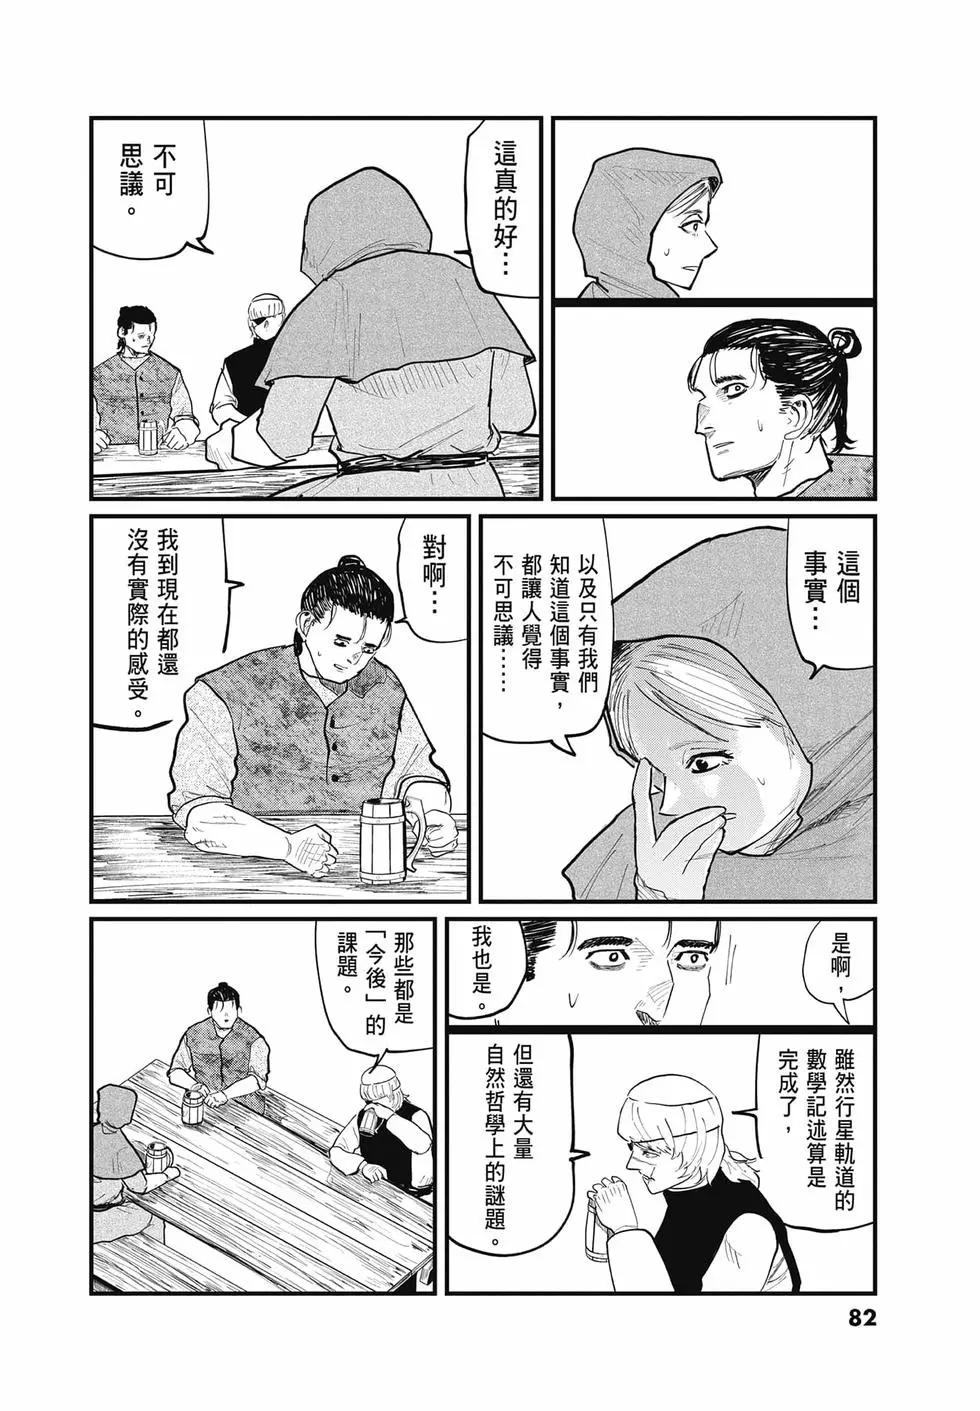 這真的好…
不可
思議。
這個
事實…
以及只有我們
知道這個事實，
都讓人覺得
不可思議……
對啊…
我到現在都還
沒有實際的感受。
是啊，
我也是。
雖然行星軌道的
數學記述算是
完成了，
但還有大量
自然哲學上的謎題。
那些都是
「今後」的
課題。
82